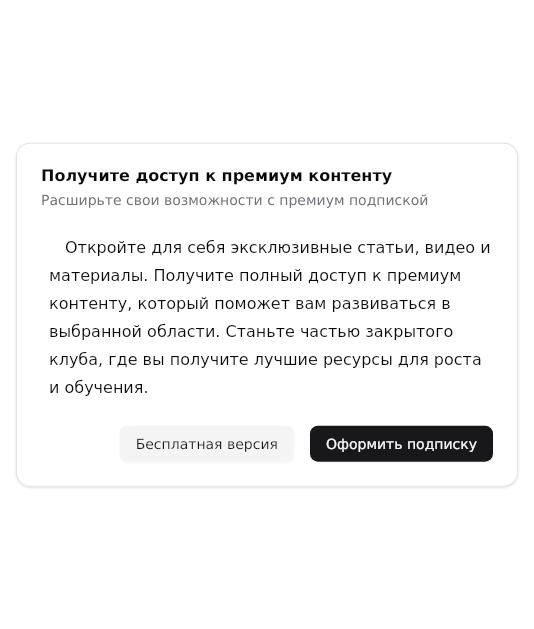 Получите доступ к премиум контенту
Расширьте свои возможности с премиум подпиской
Откройте для себя эксклюзивные статьи, видео и
материалы. Получите полный доступ к премиум
контенту, который поможет вам развиваться в
выбранной области. Станьте частью закрытого
клуба, где вы получите лучшие ресурсы для роста
и обучения.
Бесплатная версия
Оформить подписку